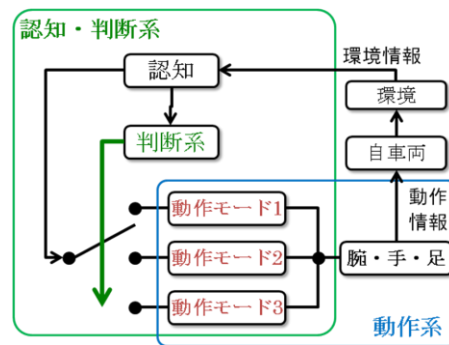 認知・判断系
環境情報
認知
環境
判断系
自車両
動作
情報
動作モード1
動作モード2
腕・手・足
動作モード3
動作系